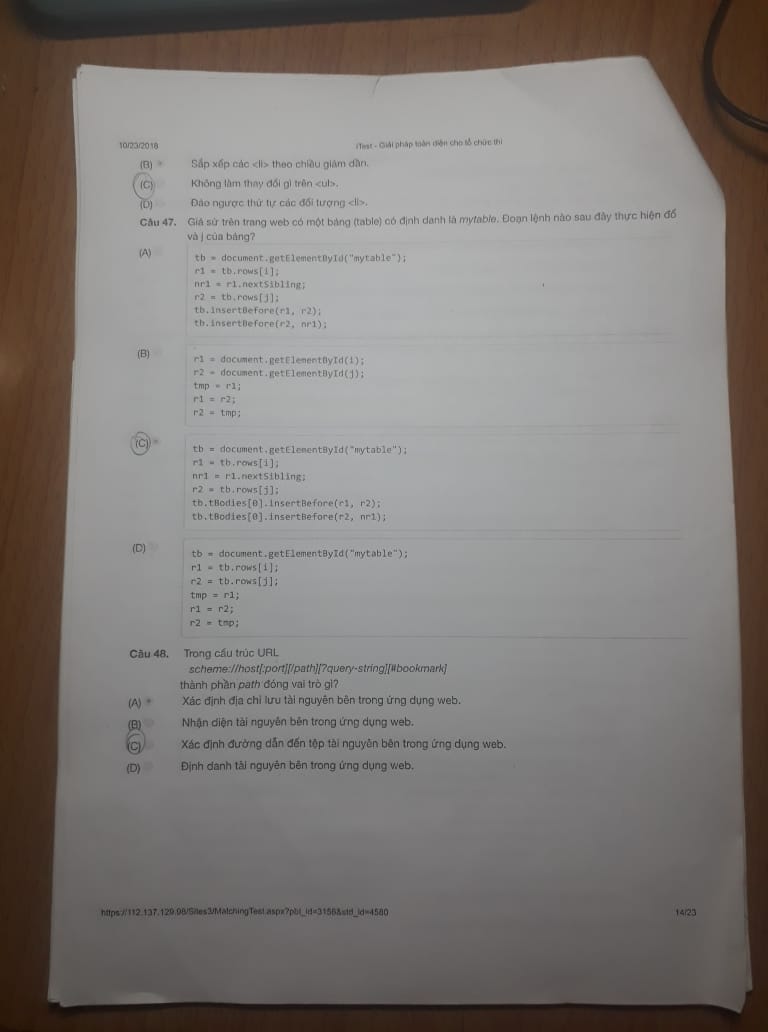 10/23/2018 iTest - Giải pháp toàn diện cho tổ chức thi
(B) Sắp xếp các <li> theo chiều giảm dần.
(C) Không làm thay đổi gì trên <ul>.
(D) Đảo ngược thứ tự các đối tượng <li>.
Câu 47. Giả sử trên trang web có một bảng (table) có định danh là mytable. Đoạn lệnh nào sau đây thực hiện đổ
và j của bảng?
(A)
tb = document.getElementById("mytable");
r1 = tb.rows[i];
nr1 = r1.nextSibling;
r2 = tb.rows[j];
tb.insertBefore(r1, r2);
tb.insertBefore(r2, nr1);
(B)
r1 = document.getElementById(i);
r2 = document.getElementById(j);
tmp = r1;
r1 = r2;
r2 = tmp;
(C)
tb = document.getElementById("mytable");
r1 = tb.rows[i];
nr1 = r1.nextSibling;
r2 = tb.rows[j];
tb.tBodies[0].insertBefore(r1, r2);
tb.tBodies[0].insertBefore(r2, nr1);
(D)
tb = document.getElementById("mytable");
r1 = tb.rows[i];
r2 = tb.rows[j];
tmp = r1;
r1 = r2;
r2 = tmp;
Câu 48. Trong cấu trúc URL
scheme://host[:port][/path][?query-string][#bookmark]
thành phần path đóng vai trò gì?
(A) Xác định địa chỉ lưu tài nguyên bên trong ứng dụng web.
(B) Nhận diện tài nguyên bên trong ứng dụng web.
(C) Xác định đường dẫn đến tệp tài nguyên bên trong ứng dụng web.
(D) Định danh tài nguyên bên trong ứng dụng web.
https://112.137.129.98/Sites3/MatchingTest.aspx?pbl_id=3156&std_id=4580 14/23